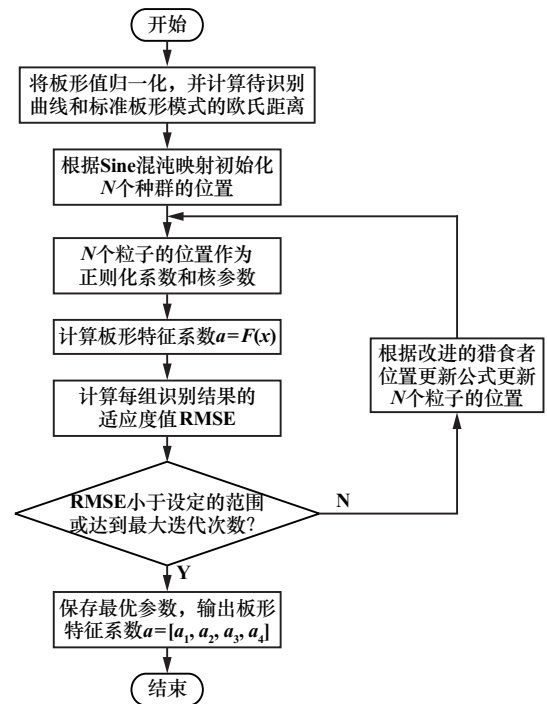 开始
将板形值归一化，并计算待识别
曲线和标准板形模式的欧氏距离
根据Sine混沌映射初始化
N个种群的位置
N个粒子的位置作为
正则化系数和核参数
计算板形特征系数a=F(x)
计算每组识别结果的
适应度值RMSE
根据改进的猎食者
位置更新公式更新
N个粒子的位置
RMSE小于设定的范围
或达到最大迭代次数?
N
Y
保存最优参数，输出板形
特征系数a=[a₁, a₂, a₃, a₄]
结束